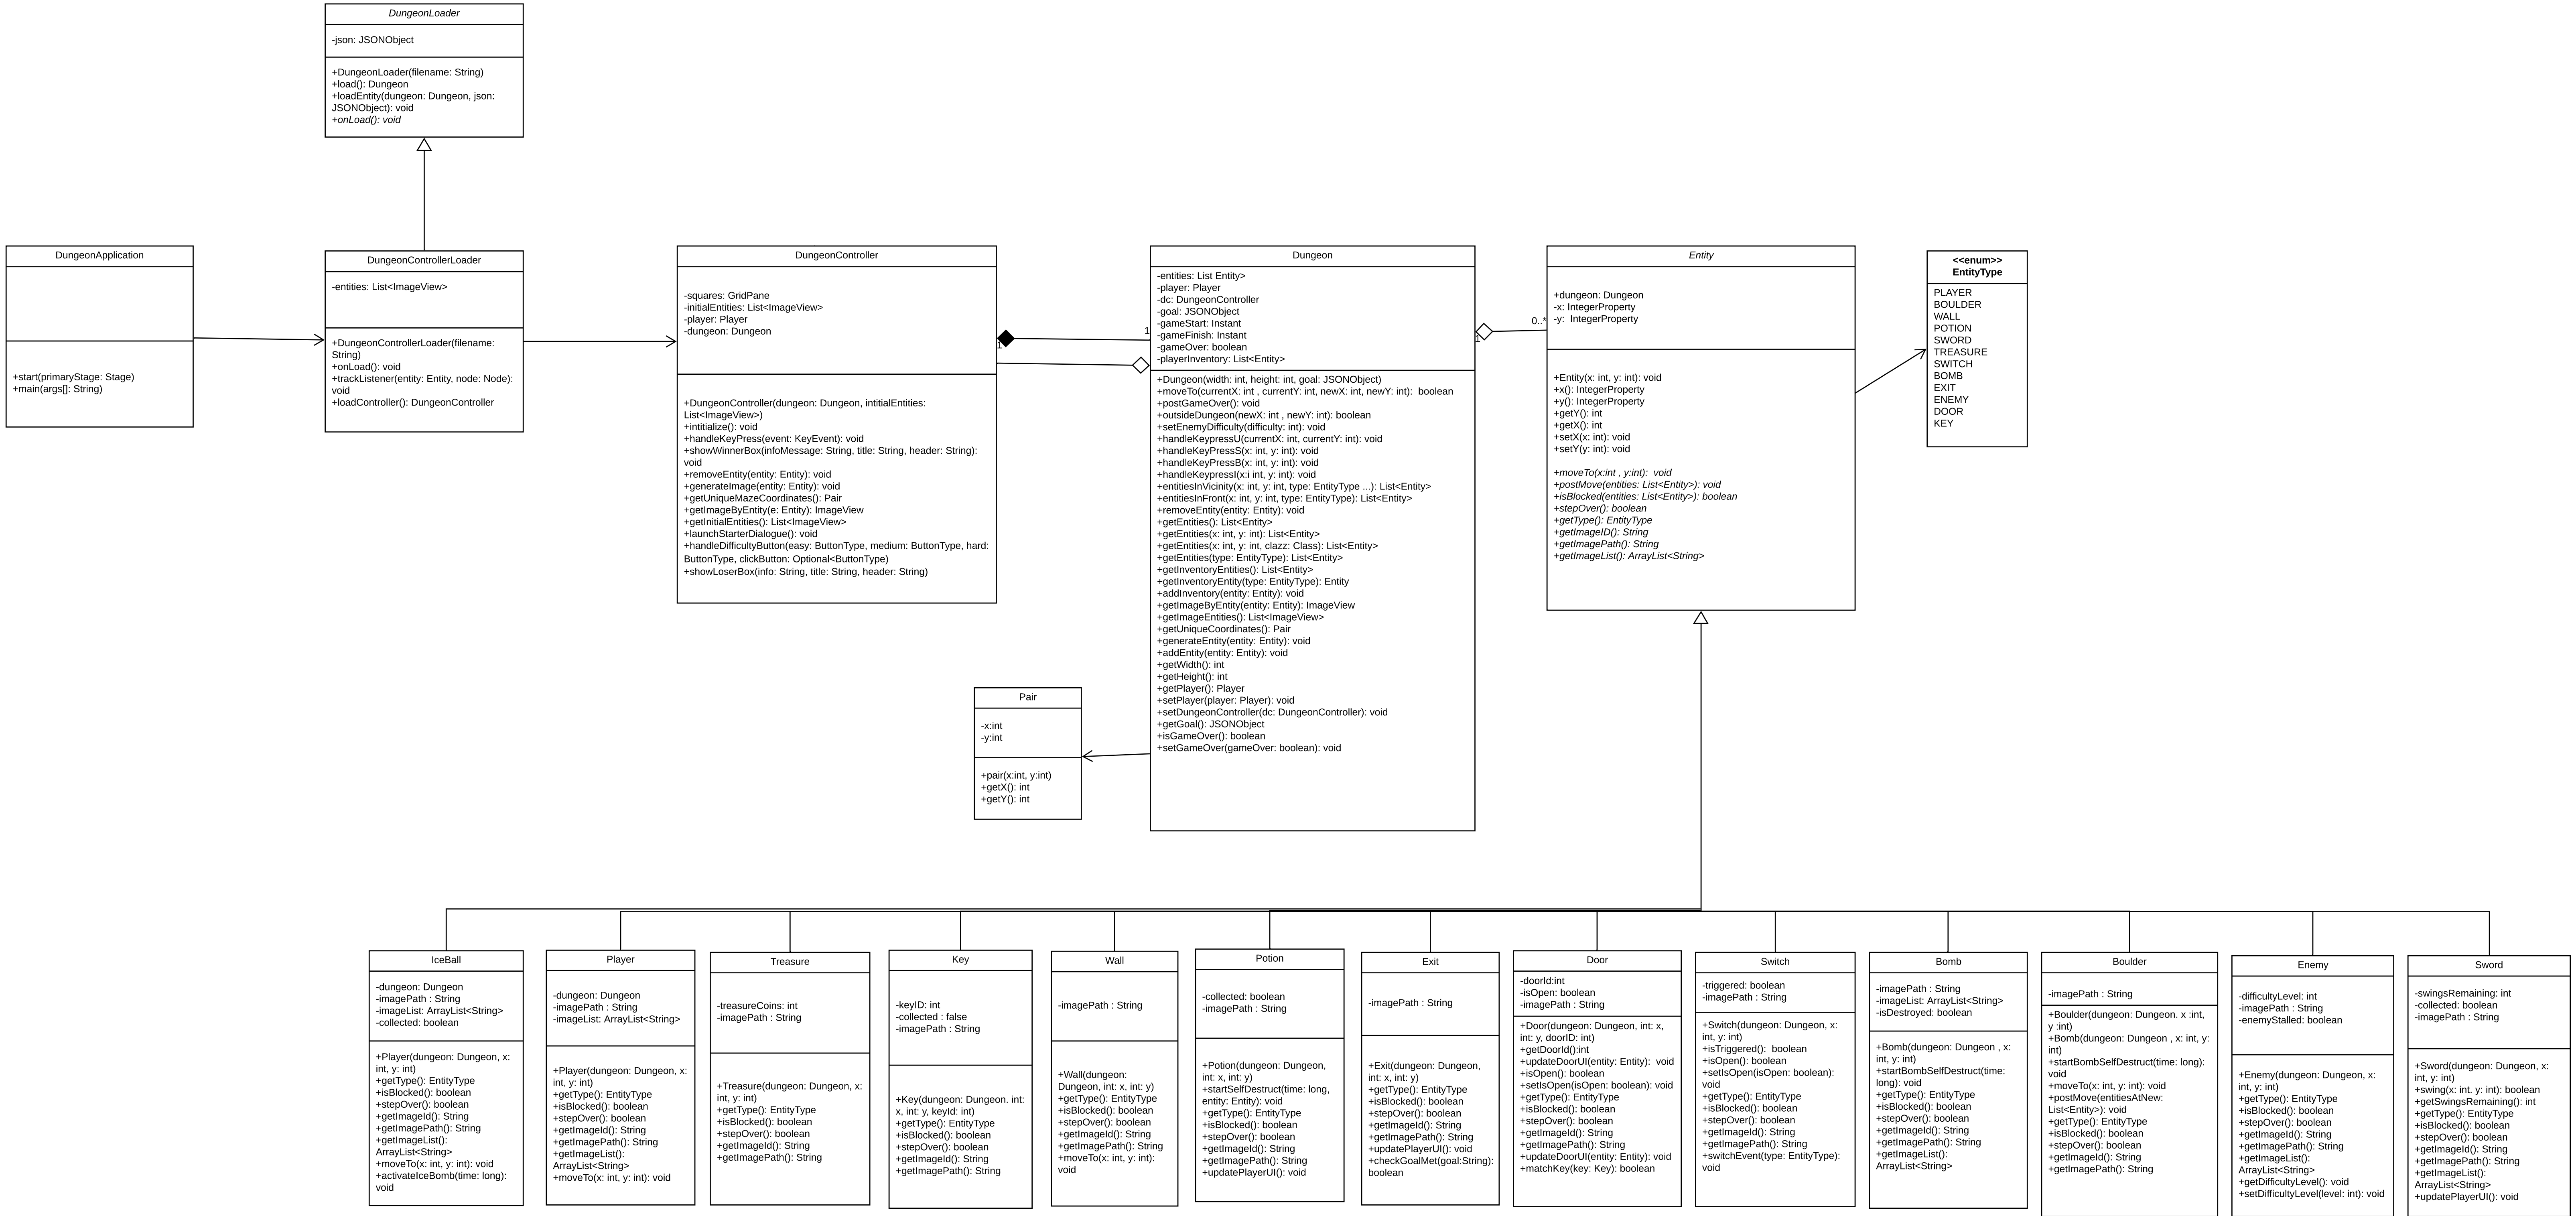 DungeonLoader
-json: JSONObject
+DungeonLoader(filename: String)
+load(): Dungeon
+loadEntity(dungeon: Dungeon, json:
JSONObject): void
+onLoad(): void
DungeonApplication
+start(primaryStage: Stage)
+main(args[]: String)
DungeonControllerLoader
-entities: List<ImageView>
+DungeonControllerLoader(filename:
String)
+onLoad(): void
+trackListener(entity: Entity, node: Node):
void
+loadController(): DungeonController
DungeonController
-squares: GridPane
-initialEntities: List<ImageView>
-player: Player
-dungeon: Dungeon
+DungeonController(dungeon: Dungeon, intitialEntities:
List<ImageView>)
+intitialize(): void
+handleKeyPress(event: KeyEvent): void
+showWinnerBox(infoMessage: String, title: String, header: String):
void
+removeEntity(entity: Entity): void
+generateImage(entity: Entity): void
+getUniqueMazeCoordinates(): Pair
+getImageByEntity(e: Entity): ImageView
+getInitialEntities(): List<ImageView>
+launchStarterDialogue(): void
+handleDifficultyButton(easy: ButtonType, medium: ButtonType, hard:
ButtonType, clickButton: Optional<ButtonType)
+showLoserBox(info: String, title: String, header: String)
1
1
Dungeon
-entities: List Entity>
-player: Player
-dc: DungeonController
-goal: JSONObject
-gameStart: Instant
-gameFinish: Instant
-gameOver: boolean
-playerInventory: List<Entity>
+Dungeon(width: int, height: int, goal: JSONObject)
+moveTo(currentX: int , currentY: int, newX: int, newY: int):  boolean
+postGameOver(): void
+outsideDungeon(newX: int , newY: int): boolean
+setEnemyDifficulty(difficulty: int): void
+handleKeypressU(currentX: int, currentY: int): void
+handleKeyPressS(x: int, y: int): void
+handleKeyPressB(x: int, y: int): void
+handleKeypressI(x:i int, y: int): void
+entitiesInVicinity(x: int, y: int, type: EntityType ...): List<Entity>
+entitiesInFront(x: int, y: int, type: EntityType): List<Entity>
+removeEntity(entity: Entity): void
+getEntities(): List<Entity>
+getEntities(x: int, y: int): List<Entity>
+getEntities(x: int, y: int, clazz: Class): List<Entity>
+getEntities(type: EntityType): List<Entity>
+getInventoryEntities(): List<Entity>
+getInventoryEntity(type: EntityType): Entity
+addInventory(entity: Entity): void
+getImageByEntity(entity: Entity): ImageView
+getImageEntities(): List<ImageView>
+getUniqueCoordinates(): Pair
+generateEntity(entity: Entity): void
+addEntity(entity: Entity): void
+getWidth(): int
+getHeight(): int
+getPlayer(): Player
+setPlayer(player: Player): void
+setDungeonController(dc: DungeonController): void
+getGoal(): JSONObject
+isGameOver(): boolean
+setGameOver(gameOver: boolean): void
1
0..*
Entity
+dungeon: Dungeon
-x: IntegerProperty
-y:  IntegerProperty
+Entity(x: int, y: int): void
+x(): IntegerProperty
+y(): IntegerProperty
+getY(): int
+getX(): int
+setX(x: int): void
+setY(y: int): void
+moveTo(x:int , y:int):  void
+postMove(entities: List<Entity>): void
+isBlocked(entities: List<Entity>): boolean
+stepOver(): boolean
+getType(): EntityType
+getImageID(): String
+getImagePath(): String
+getImageList(): ArrayList<String>
<<enum>>
EntityType
PLAYER
BOULDER
WALL
POTION
SWORD
TREASURE
SWITCH
BOMB
EXIT
ENEMY
DOOR
KEY
Pair
-x:int
-y:int
+pair(x:int, y:int)
+getX(): int
+getY(): int
IceBall
-dungeon: Dungeon
-imagePath : String
-imageList: ArrayList<String>
-collected: boolean
+Player(dungeon: Dungeon, x:
int, y: int)
+getType(): EntityType
+isBlocked(): boolean
+stepOver(): boolean
+getImageId(): String
+getImagePath(): String
+getImageList():
ArrayList<String>
+moveTo(x: int, y: int): void
+activateIceBomb(time: long):
void
Player
-dungeon: Dungeon
-imagePath : String
-imageList: ArrayList<String>
+Player(dungeon: Dungeon, x:
int, y: int)
+getType(): EntityType
+isBlocked(): boolean
+stepOver(): boolean
+getImageId(): String
+getImagePath(): String
+getImageList():
ArrayList<String>
+moveTo(x: int, y: int): void
Treasure
-treasureCoins: int
-imagePath : String
+Treasure(dungeon: Dungeon, x:
int, y: int)
+getType(): EntityType
+isBlocked(): boolean
+stepOver(): boolean
+getImageId(): String
+getImagePath(): String
Key
-keyID: int
-collected : false
-imagePath : String
+Key(dungeon: Dungeon. int:
x, int: y, keyId: int)
+getType(): EntityType
+isBlocked(): boolean
+stepOver(): boolean
+getImageId(): String
+getImagePath(): String
Wall
-imagePath : String
+Wall(dungeon:
Dungeon, int: x, int: y)
+getType(): EntityType
+isBlocked(): boolean
+stepOver(): boolean
+getImageId(): String
+getImagePath(): String
+moveTo(x: int, y: int):
void
Potion
-collected: boolean
-imagePath : String
+Potion(dungeon: Dungeon,
int: x, int: y)
+startSelfDestruct(time: long,
entity: Entity): void
+getType(): EntityType
+isBlocked(): boolean
+stepOver(): boolean
+getImageId(): String
+getImagePath(): String
+updatePlayerUI(): void
Exit
-imagePath : String
+Exit(dungeon: Dungeon,
int: x, int: y)
+getType(): EntityType
+isBlocked(): boolean
+stepOver(): boolean
+getImageId(): String
+getImagePath(): String
+updatePlayerUI(): void
+checkGoalMet(goal:String):
boolean
Door
-doorId:int
-isOpen: boolean
-imagePath : String
+Door(dungeon: Dungeon, int: x,
int: y, doorID: int)
+getDoorId():int
+updateDoorUI(entity: Entity):  void
+isOpen(): boolean
+setIsOpen(isOpen: boolean): void
+getType(): EntityType
+isBlocked(): boolean
+stepOver(): boolean
+getImageId(): String
+getImagePath(): String
+updateDoorUI(entity: Entity): void
+matchKey(key: Key): boolean
Switch
-triggered: boolean
-imagePath : String
+Switch(dungeon: Dungeon, x:
int, y: int)
+isTriggered():  boolean
+isOpen(): boolean
+setIsOpen(isOpen: boolean):
void
+getType(): EntityType
+isBlocked(): boolean
+stepOver(): boolean
+getImageId(): String
+getImagePath(): String
+switchEvent(type: EntityType):
void
Bomb
-imagePath : String
-imageList: ArrayList<String>
-isDestroyed: boolean
+Bomb(dungeon: Dungeon , x:
int, y: int)
+startBombSelfDestruct(time:
long): void
+getType(): EntityType
+isBlocked(): boolean
+stepOver(): boolean
+getImageId(): String
+getImagePath(): String
+getImageList():
ArrayList<String>
Boulder
-imagePath : String
+Boulder(dungeon: Dungeon. x :int,
y :int)
+Bomb(dungeon: Dungeon , x: int, y:
int)
+startBombSelfDestruct(time: long):
void
+moveTo(x: int, y: int): void
+postMove(entitiesAtNew:
List<Entity>): void
+getType(): EntityType
+isBlocked(): boolean
+stepOver(): boolean
+getImageId(): String
+getImagePath(): String
Enemy
-difficultyLevel: int
-imagePath : String
-enemyStalled: boolean
+Enemy(dungeon: Dungeon, x:
int, y: int)
+getType(): EntityType
+isBlocked(): boolean
+stepOver(): boolean
+getImageId(): String
+getImagePath(): String
+getImageList():
ArrayList<String>
+getDifficultyLevel(): void
+setDifficultyLevel(level: int): void
Sword
-swingsRemaining: int
-collected: boolean
-imagePath : String
+Sword(dungeon: Dungeon, x:
int, y: int)
+swing(x: int. y: int): boolean
+getSwingsRemaining(): int
+getType(): EntityType
+isBlocked(): boolean
+stepOver(): boolean
+getImageId(): String
+getImagePath(): String
+getImageList():
ArrayList<String>
+updatePlayerUI(): void